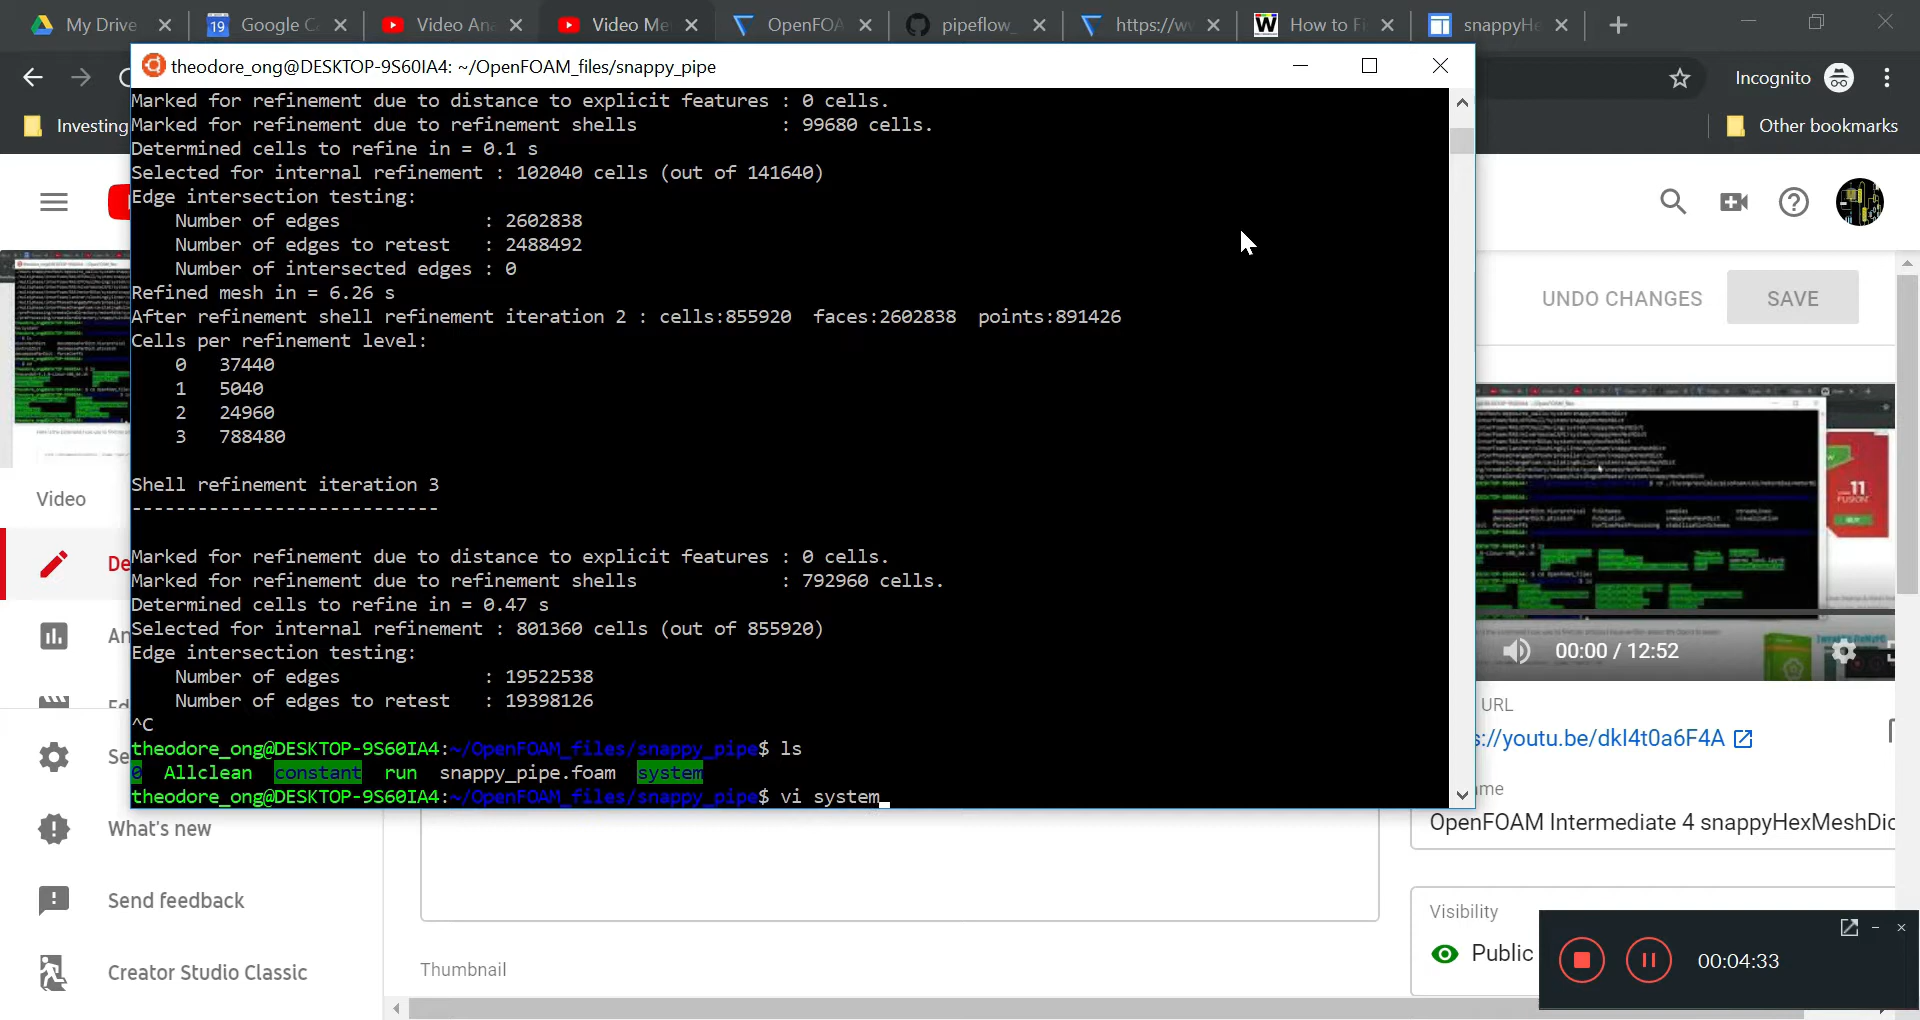 My Drive
Google C
Video Ana
Video Me
OpenFOA
pipeflow_
https://w
How to Fi
snappyHe
Incognito
Investing
Other bookmarks
theodore_ong@DESKTOP-9S60IA4: ~/OpenFOAM_files/snappy_pipe
Marked for refinement due to distance to explicit features : 0 cells.
Marked for refinement due to refinement shells : 99680 cells.
Determined cells to refine in = 0.1 s
Selected for internal refinement : 102040 cells (out of 141640)
Edge intersection testing:
Number of edges : 2602838
Number of edges to retest : 2488492
Number of intersected edges : 0
Refined mesh in = 6.26 s
After refinement shell refinement iteration 2 : cells:855920 faces:2602838 points:891426
Cells per refinement level:
0 37440
1 5040
2 24960
3 788480
Shell refinement iteration 3
----------------------------
Marked for refinement due to distance to explicit features : 0 cells.
Marked for refinement due to refinement shells : 792960 cells.
Determined cells to refine in = 0.47 s
Selected for internal refinement : 801360 cells (out of 855920)
Edge intersection testing:
Number of edges : 19522538
Number of edges to retest : 19398126
^C
theodore_ong@DESKTOP-9S60IA4:~/OpenFOAM_files/snappy_pipe$ ls
0 Allclean constant run snappy_pipe.foam system
theodore_ong@DESKTOP-9S60IA4:~/OpenFOAM_files/snappy_pipe$ vi system
UNDO CHANGES
SAVE
Video
De
An
Ed
Se
What's new
Send feedback
Creator Studio Classic
Thumbnail
11
FUSION
BUY
00:00 / 12:52
URL
s://youtu.be/dkl4t0a6F4A
me
OpenFOAM Intermediate 4 snappyHexMeshDic
Visibility
Public
00:04:33